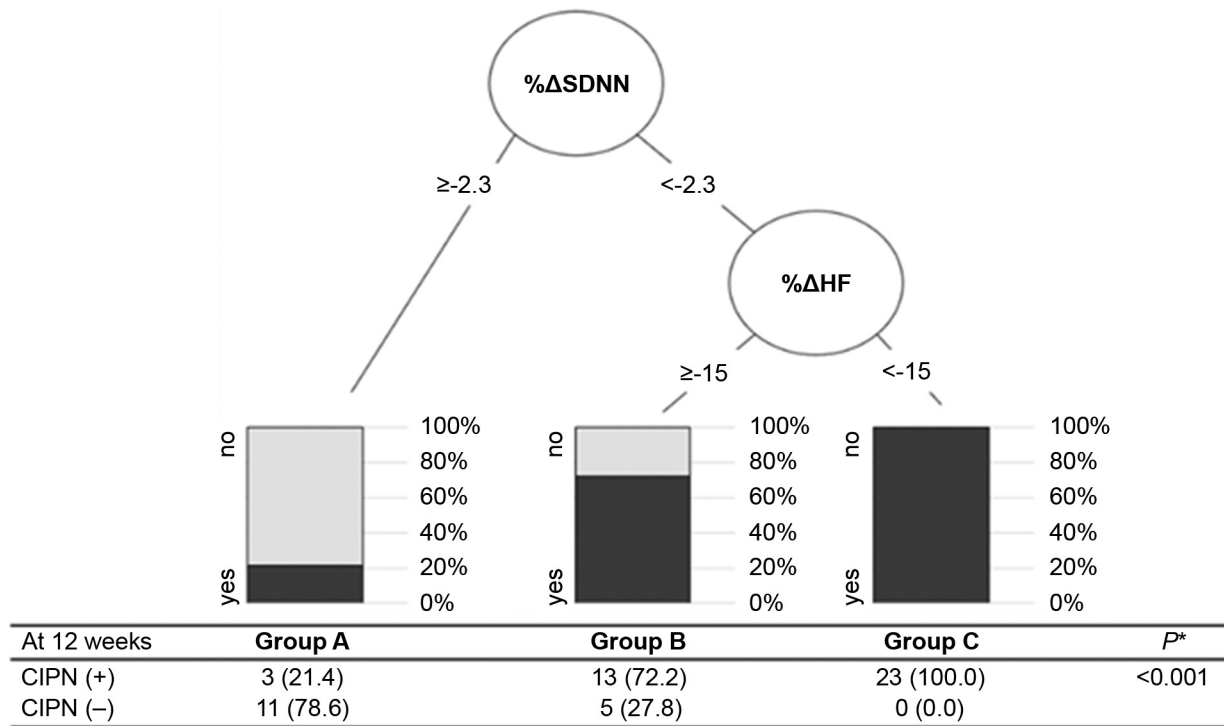 %ΔSDNN
≥-2.3
<-2.3
%ΔHF
≥-15
<-15
no
yes
100%
80%
60%
40%
20%
0%
no
yes
100%
80%
60%
40%
20%
0%
no
yes
100%
80%
60%
40%
20%
0%
At 12 weeks Group A Group B Group C P*
CIPN (+) 3 (21.4) 13 (72.2) 23 (100.0) <0.001
CIPN (–) 11 (78.6) 5 (27.8) 0 (0.0)